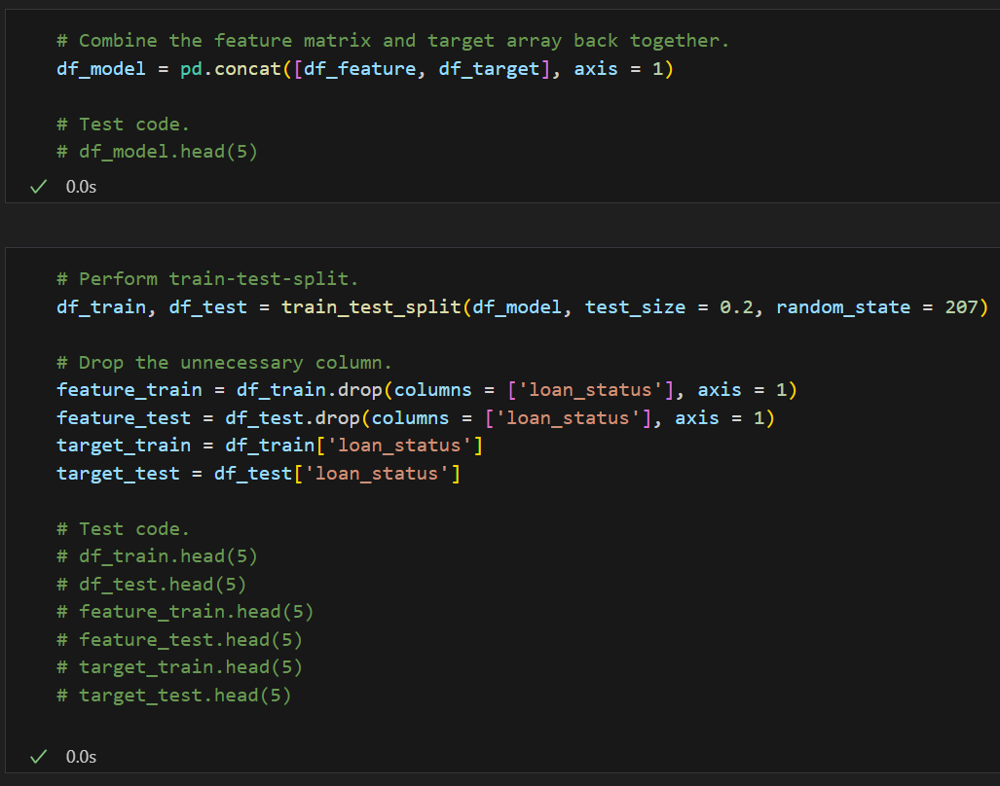 # Combine the feature matrix and target array back together.
df_model = pd.concat([df_feature, df_target], axis = 1)
# Test code.
# df_model.head(5)
0.0s
# Perform train-test-split.
df_train, df_test = train_test_split(df_model, test_size = 0.2, random_state = 207)
# Drop the unnecessary column.
feature_train = df_train.drop(columns = ['loan_status'], axis = 1)
feature_test = df_test.drop(columns = ['loan_status'], axis = 1)
target_train = df_train['loan_status']
target_test = df_test['loan_status']
# Test code.
# df_train.head(5)
# df_test.head(5)
# feature_train.head(5)
# feature_test.head(5)
# target_train.head(5)
# target_test.head(5)
0.0s